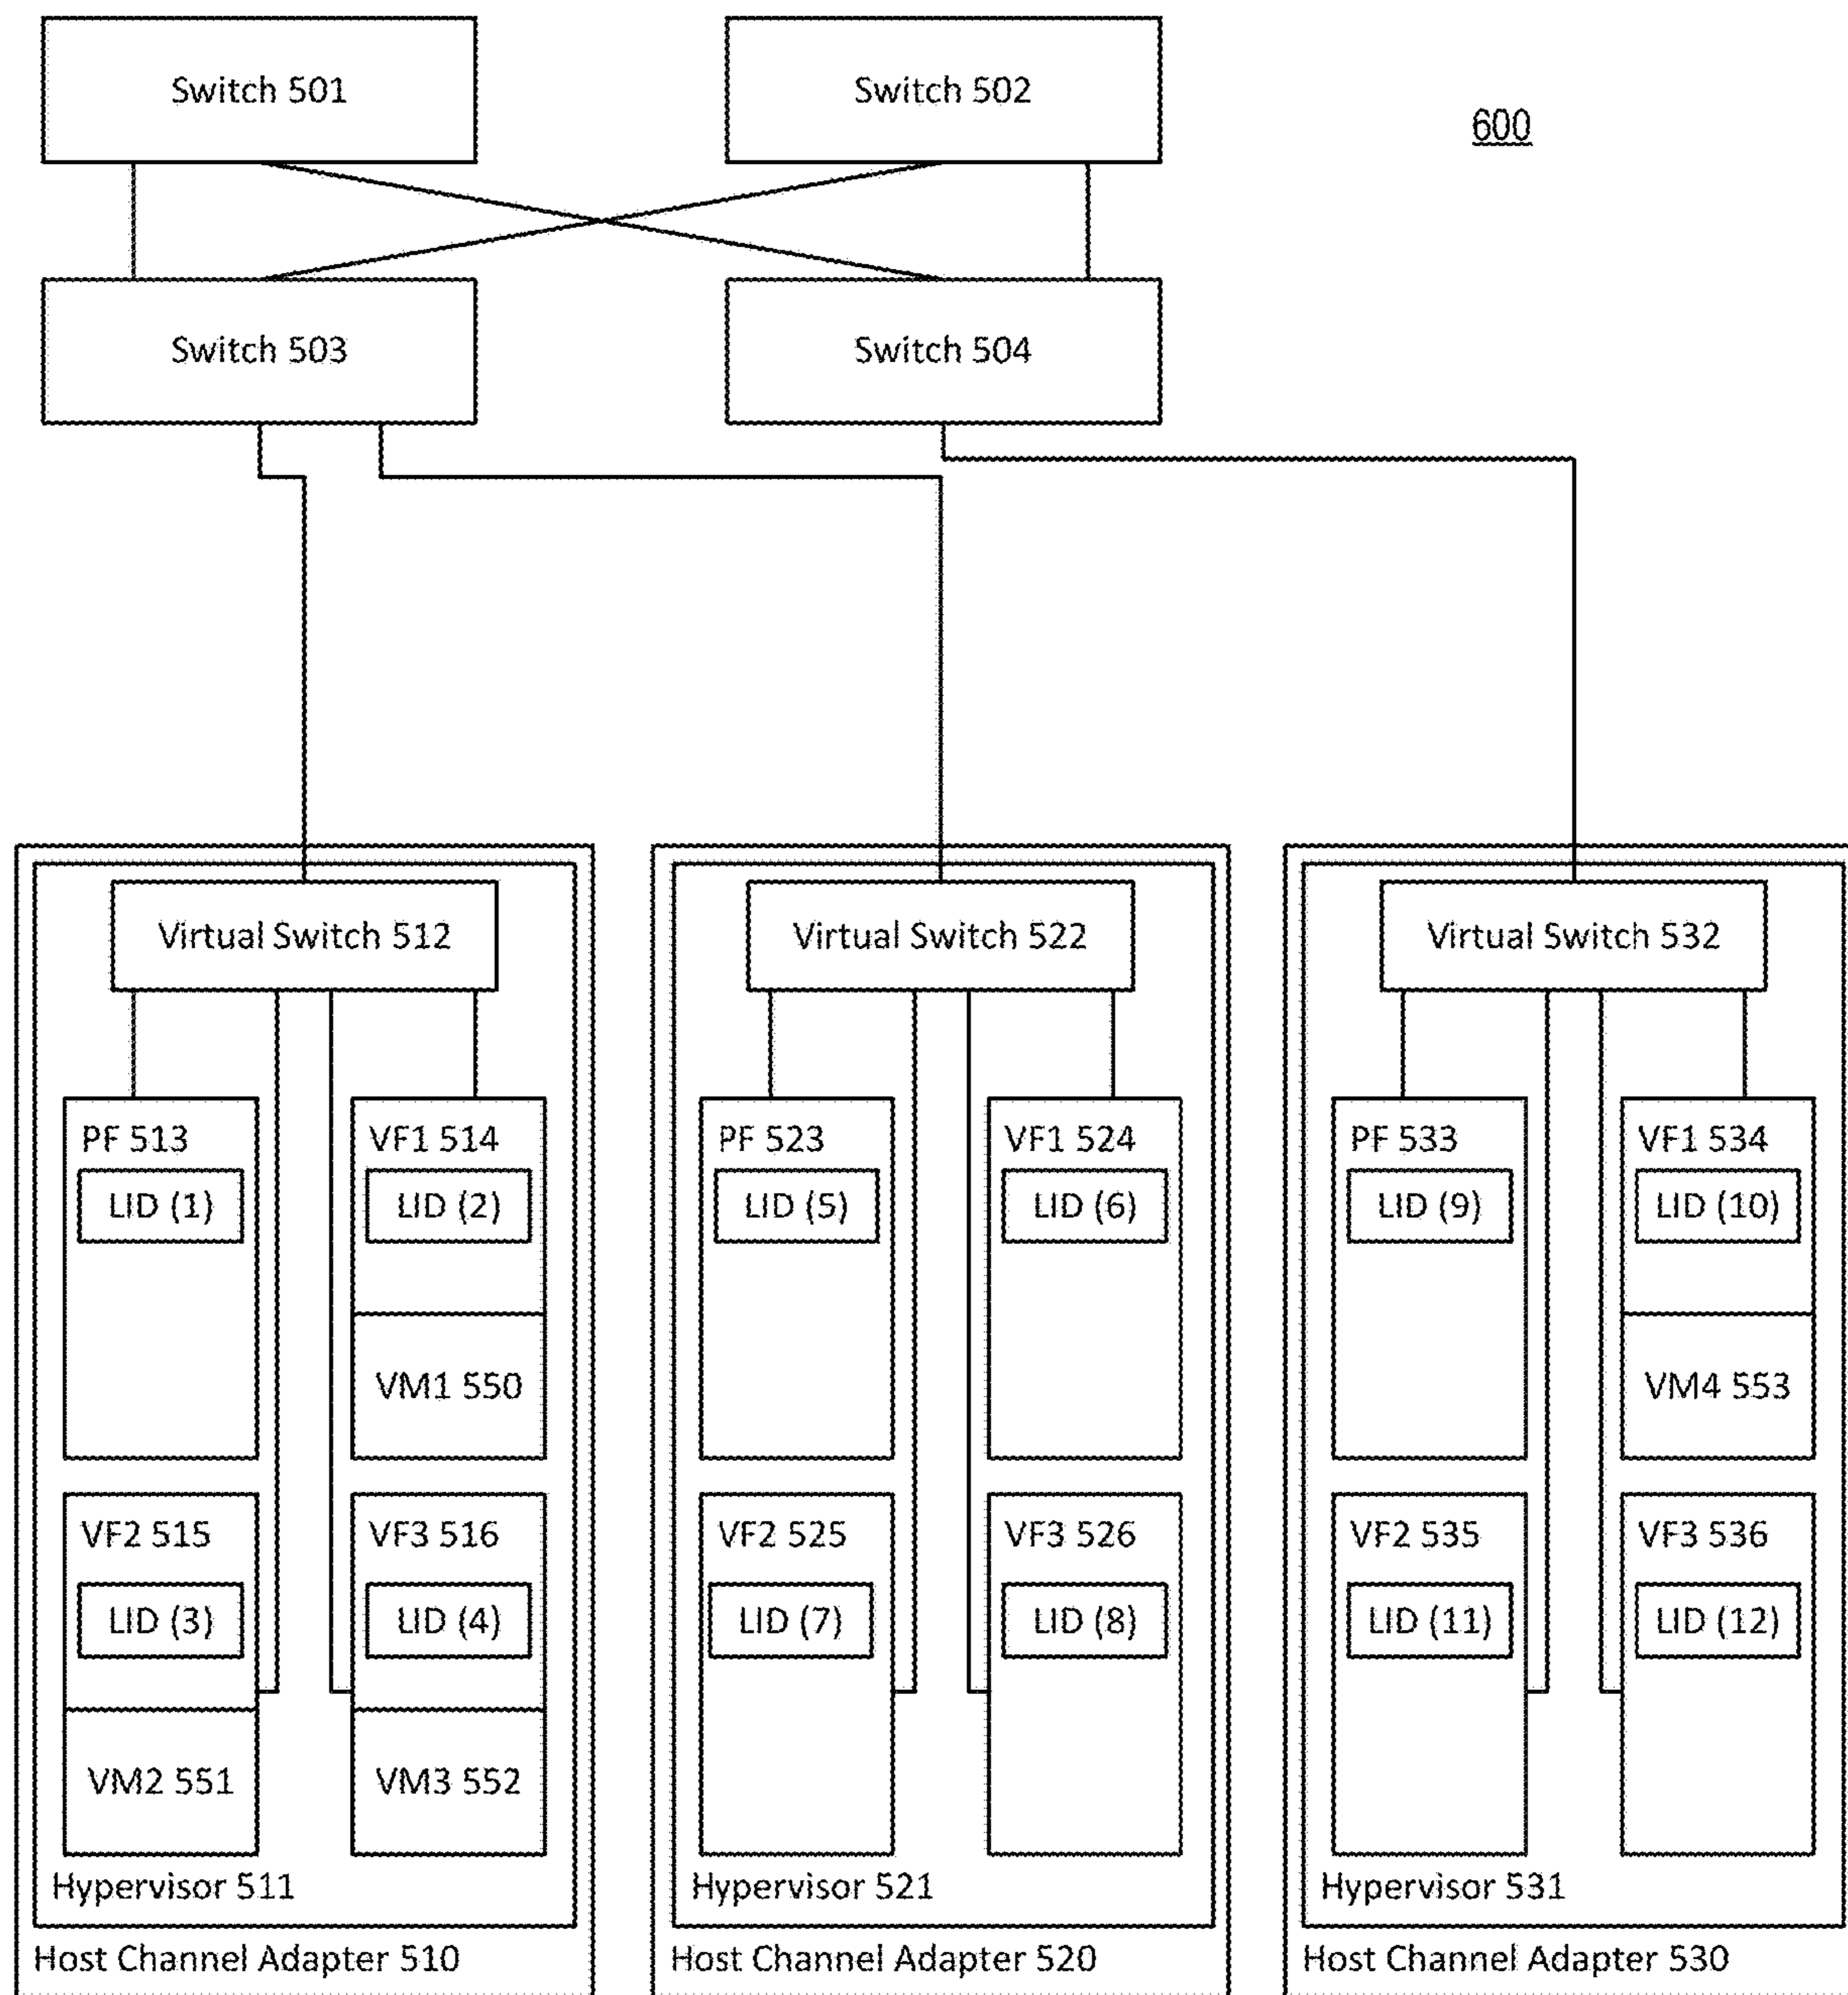 Switch 501
Switch 502
600
Switch 503
Switch 504
Virtual Switch 512
Virtual Switch 522
Virtual Switch 532
PF 513
LID (1)
VF1 514
LID (2)
VM1 550
VF2 515
LID (3)
VM2 551
VF3 516
LID (4)
VM3 552
Hypervisor 511
Host Channel Adapter 510
PF 523
LID (5)
VF1 524
LID (6)
VF2 525
LID (7)
VF3 526
LID (8)
Hypervisor 521
Host Channel Adapter 520
PF 533
LID (9)
VF1 534
LID (10)
VM4 553
VF2 535
LID (11)
VF3 536
LID (12)
Hypervisor 531
Host Channel Adapter 530